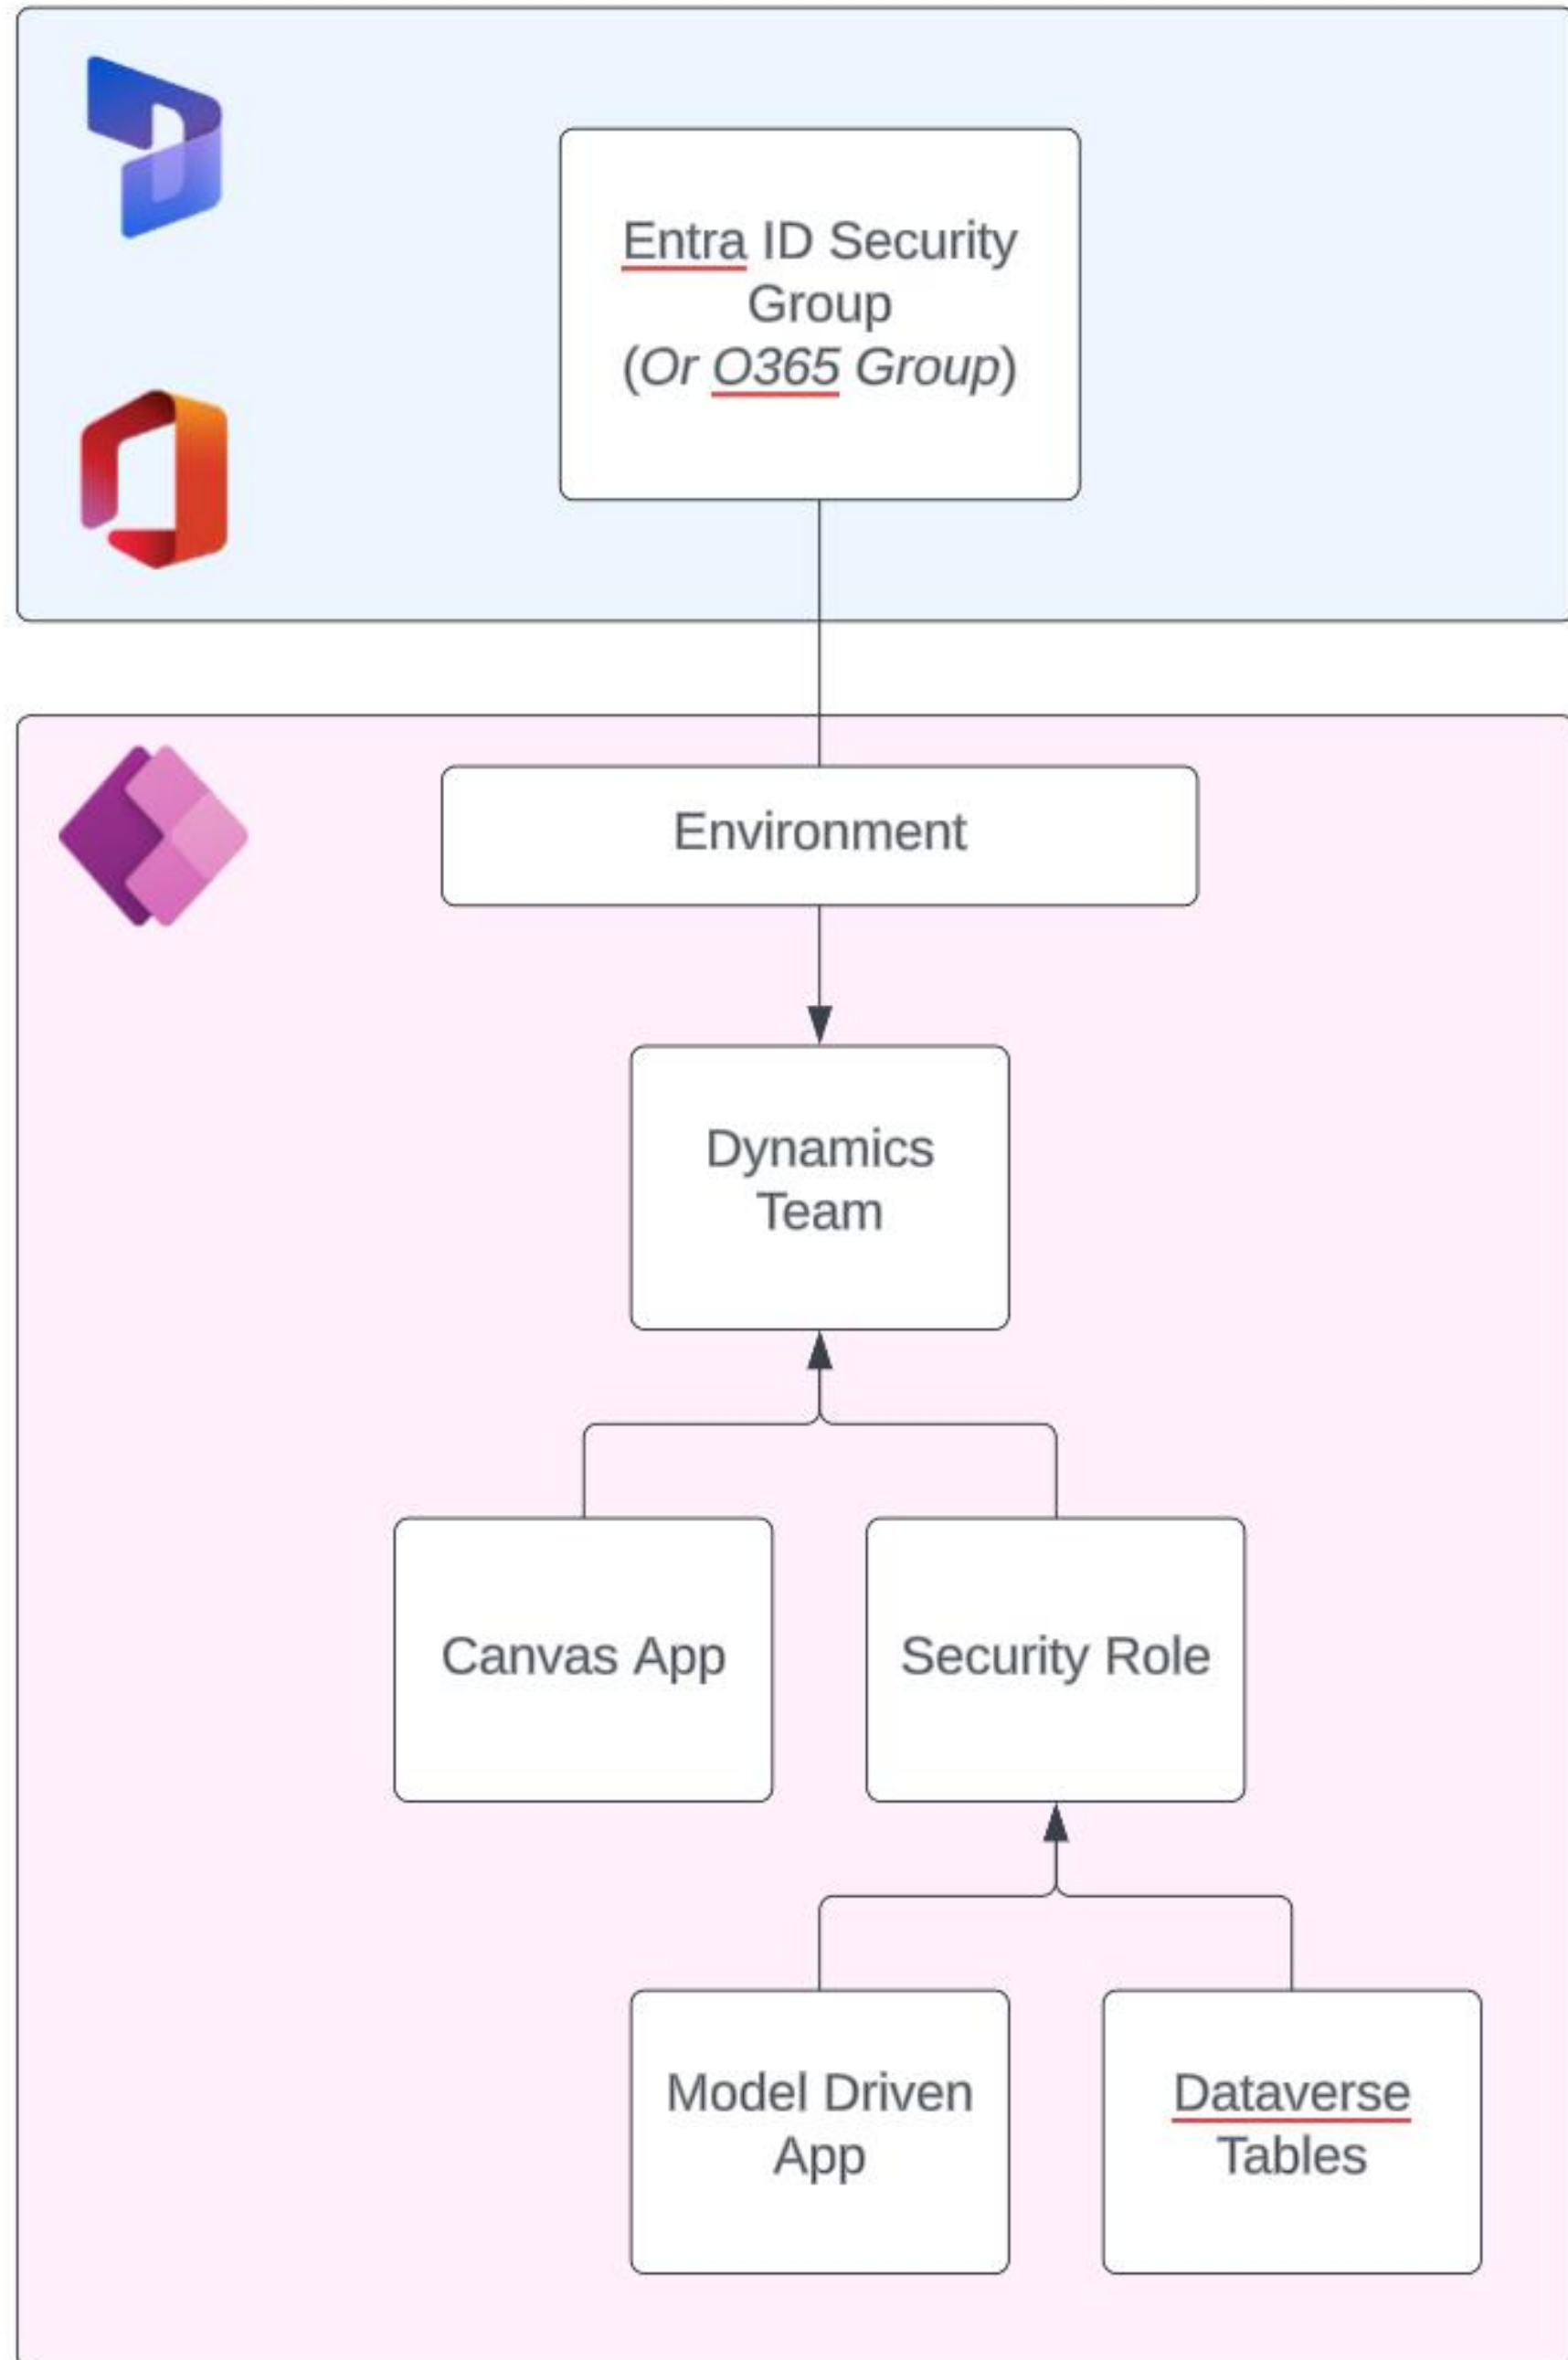 Entra ID Security
Group
(Or O365 Group)
Environment
Dynamics
Team
Canvas App
Security Role
Model Driven
App
Dataverse
Tables